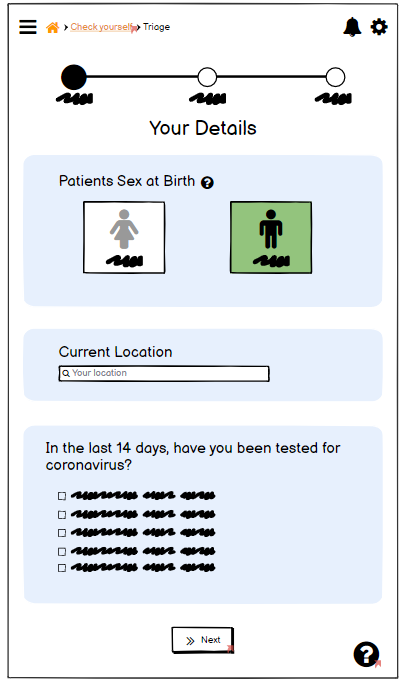 Check yourself Triage
Your Details
Patients Sex at Birth ?
Current Location
Your location
In the last 14 days, have you been tested for
coronavirus?
Next
?